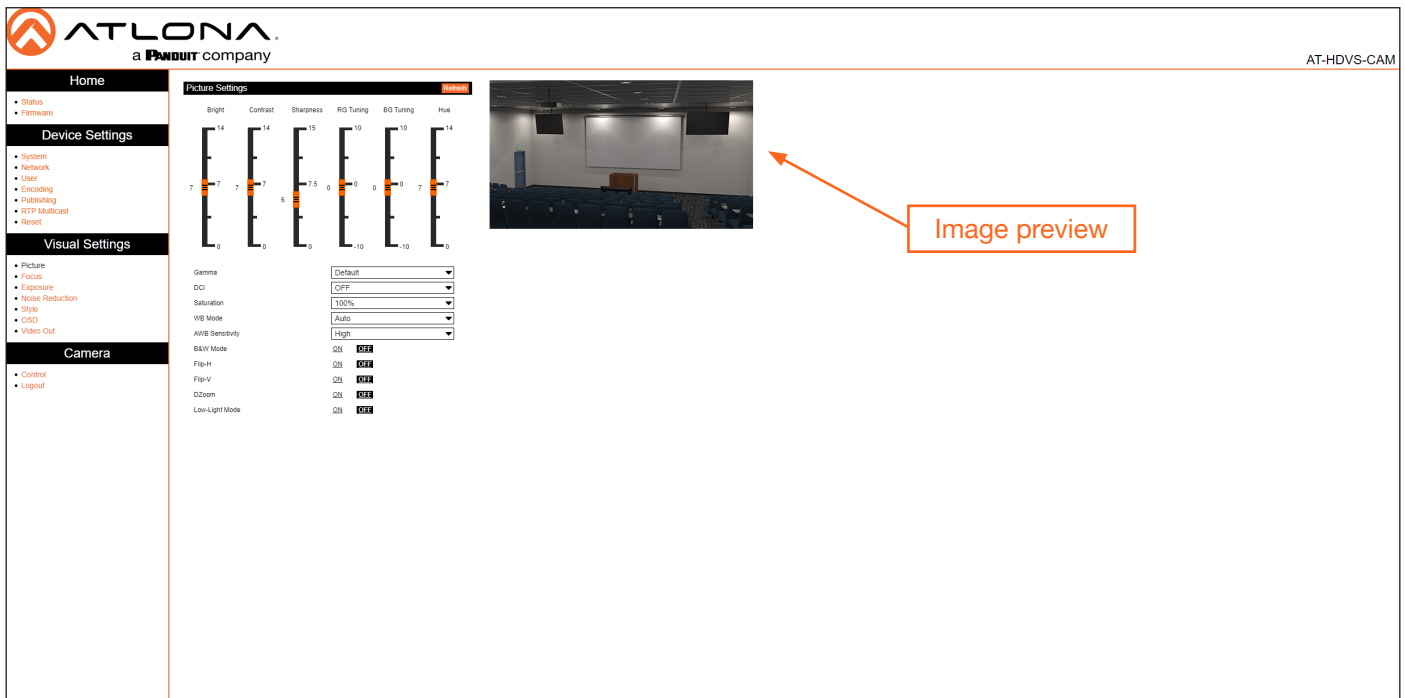 ATLONA.
a PANDUIT company
AT-HDVS-CAM
Home
• Status
• Firmware
Device Settings
• System
• Network
• User
• Encoding
• Publishing
• RTP Multicast
• Reset
Visual Settings
• Picture
• Focus
• Exposure
• Noise Reduction
• Style
• OSD
• Video Out
Camera
• Control
• Logout
Picture Settings Refresh
Bright Contrast Sharpness RG Tuning BG Tuning Hue
14 14 15 10 10 14
7 7 7 7 7.5 0 0 0 0 7 7
6
0 0 0 -10 -10 0
Gamma Default
DCI OFF
Saturation 100%
WB Mode Auto
AWB Sensitivity High
B&W Mode ON OFF
Flip-H ON OFF
Flip-V ON OFF
DZoom ON OFF
Low-Light Mode ON OFF
Image preview